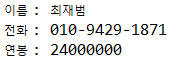 이름 : 최재범
전화 : 010-9429-1871
연봉 : 24000000